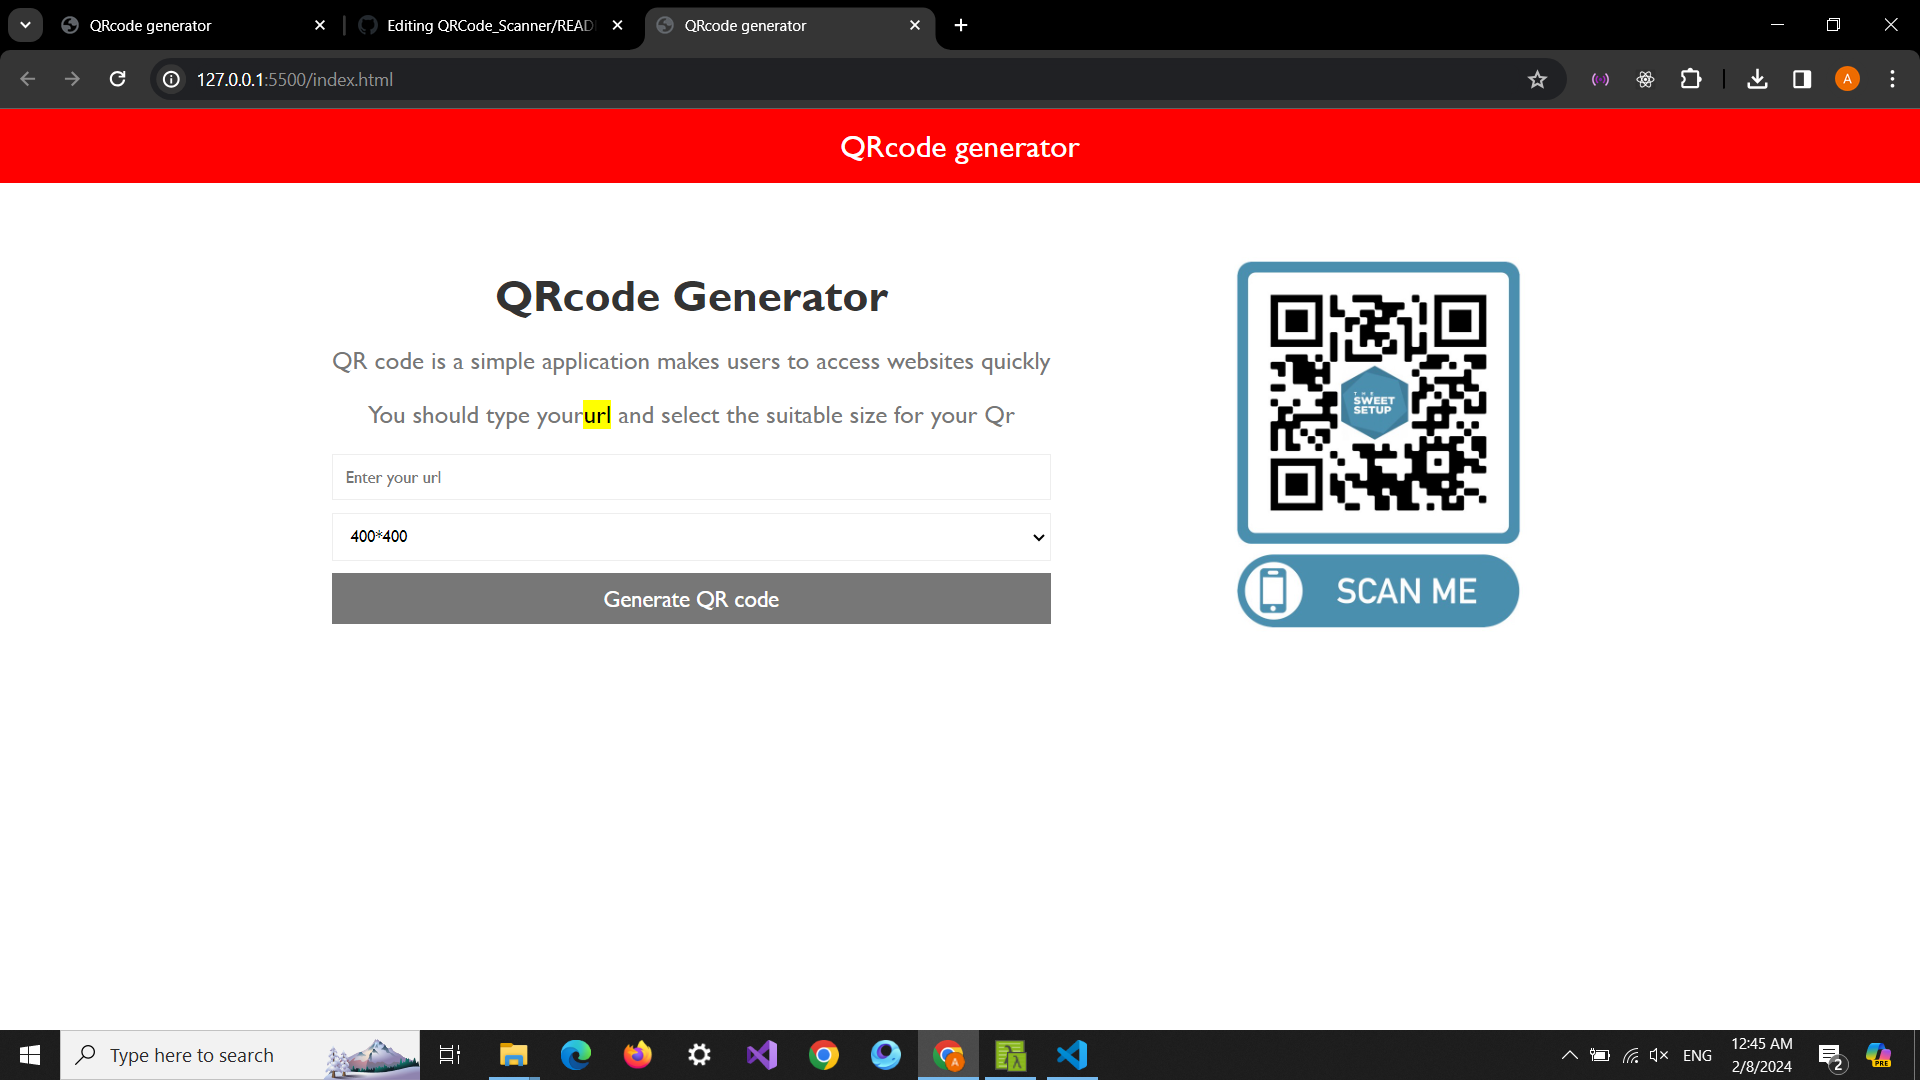 QRcode generator
Editing QRCode_Scanner/READ
QRcode generator
127.0.0.1:5500/index.html
A
QRcode generator
QRcode Generator
QR code is a simple application makes users to access websites quickly
You should type yoururl and select the suitable size for your Qr
Enter your url
400*400
Generate QR code
THE
SWEET
SETUP
SCAN ME
Type here to search
A
λ
λ
ENG
12:45 AM
2/8/2024
2
PRE